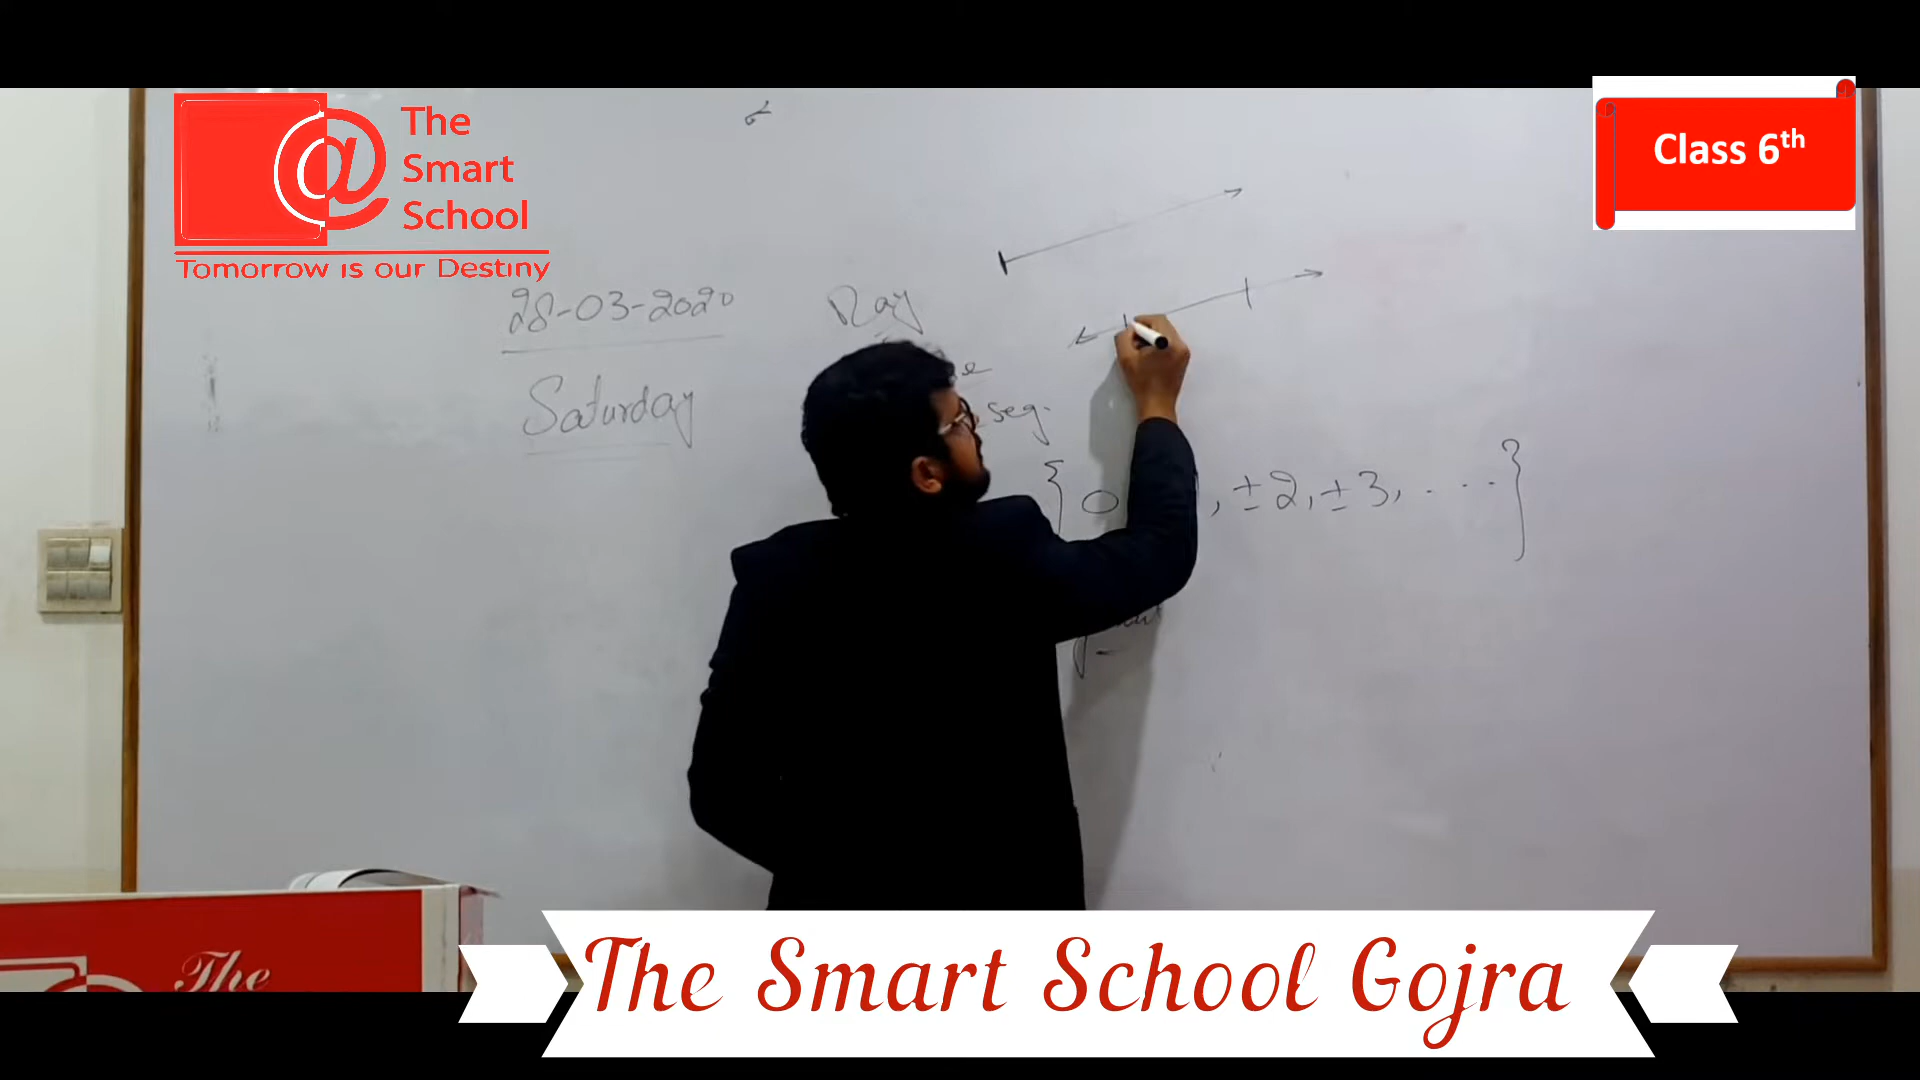 The
Smart
School
Tomorrow is our Destiny
Class 6th
28-03-2020
Saturday
Ray
seg.
{ 0 , ±2, ±3, . . . . }
The
The Smart School Gojra